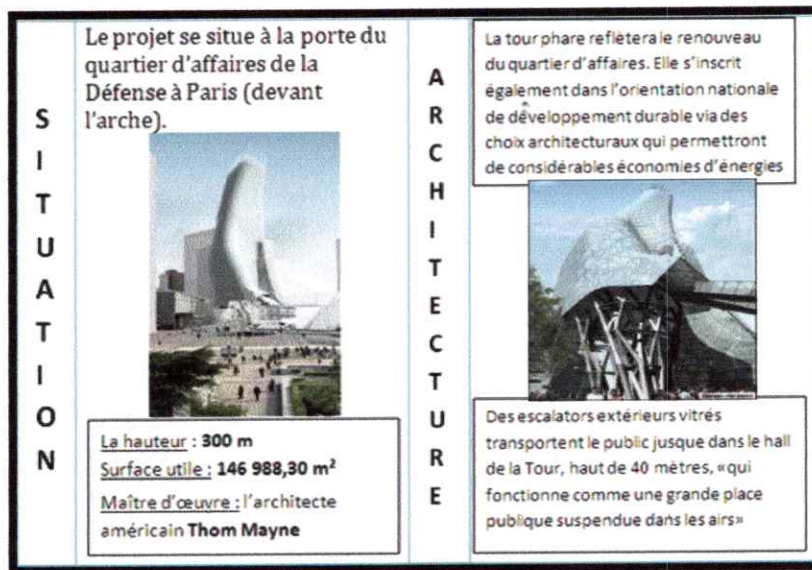 SITUATION
Le projet se situe à la porte du
quartier d'affaires de la
Défense à Paris (devant
l'arche).
La hauteur : 300 m
Surface utile : 146 988,30 m²
Maître d'œuvre : l'architecte
américain Thom Mayne
ARCHITECTURE
La tour phare reflètera le renouveau
du quartier d'affaires. Elle s'inscrit
également dans l'orientation nationale
de développement durable via des
choix architecturaux qui permettront
de considérables économies d'énergies
Des escalators extérieurs vitrés
transportent le public jusque dans le hall
de la Tour, haut de 40 mètres, «qui
fonctionne comme une grande place
publique suspendue dans les airs»